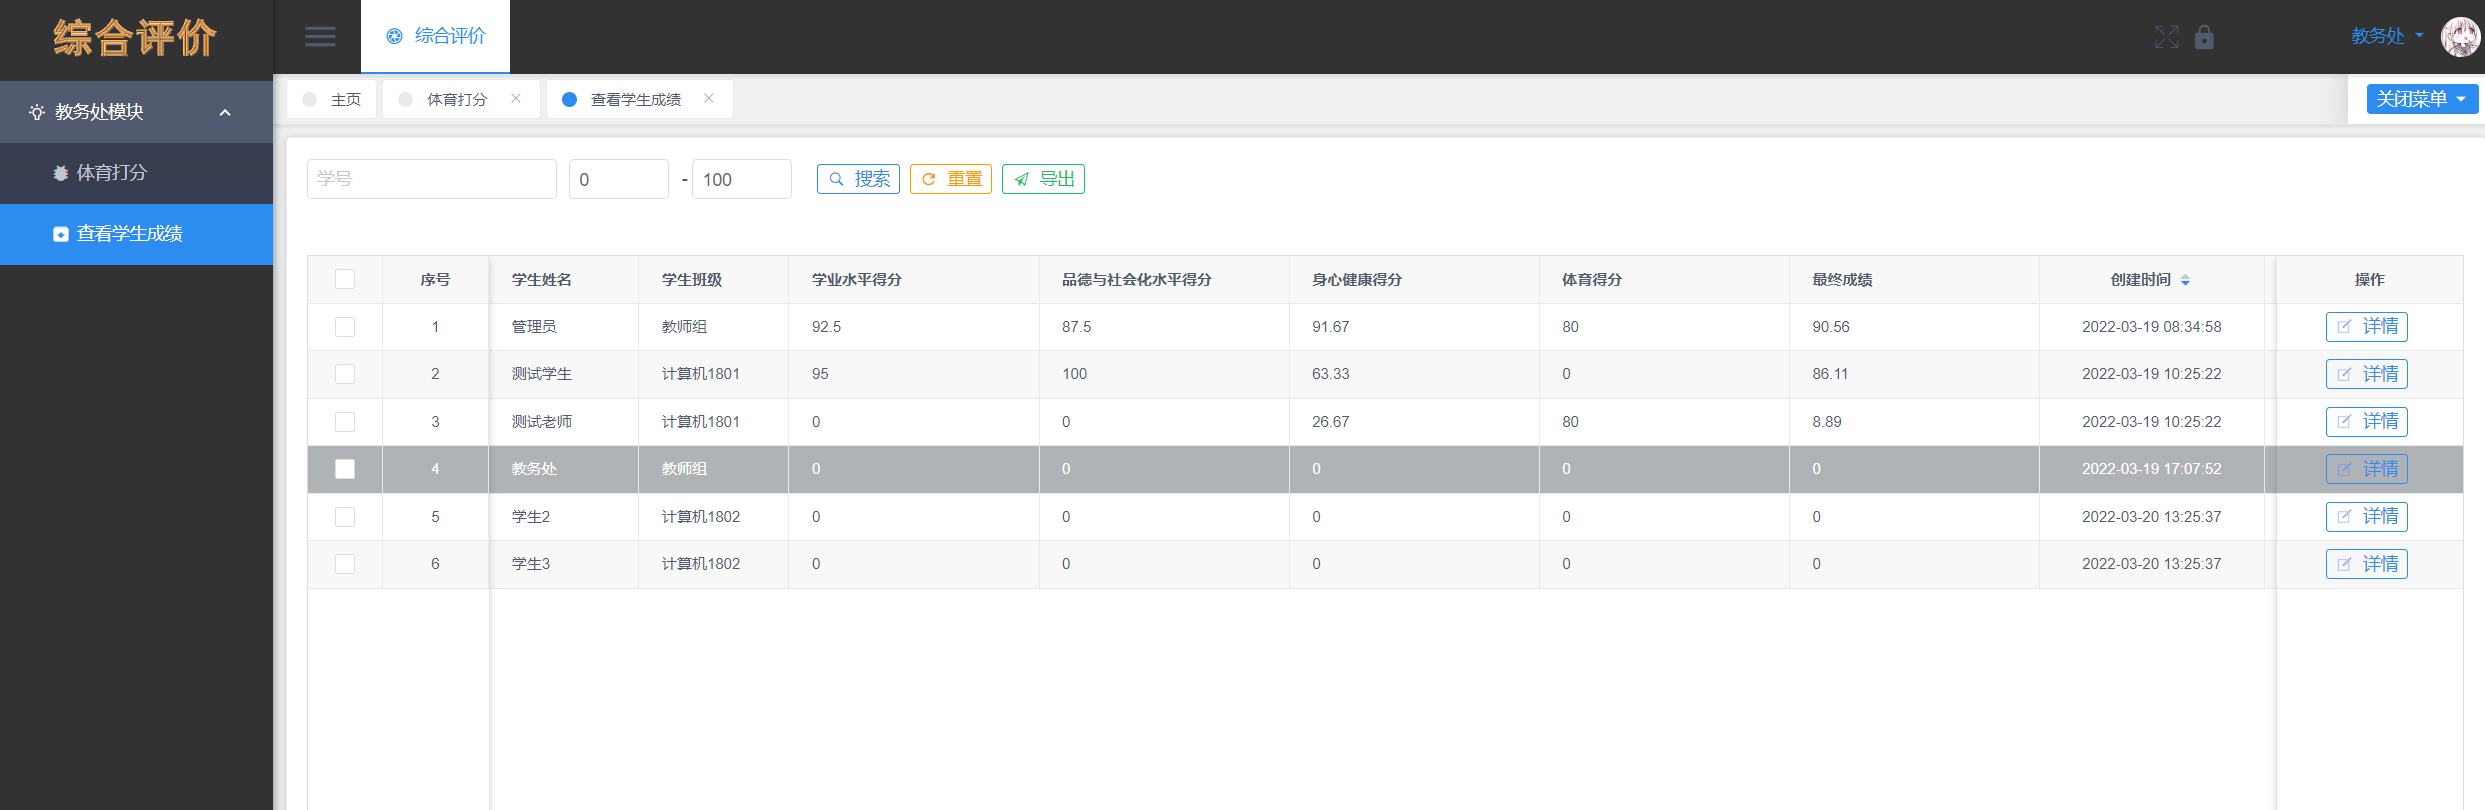 综合评价
综合评价
教务处
教务处模块
体育打分
查看学生成绩
主页
体育打分
查看学生成绩
关闭菜单
学号
0
-
100
搜索
重置
导出
序号 学生姓名 学生班级 学业水平得分 品德与社会化水平得分 身心健康得分 体育得分 最终成绩 创建时间 操作
1 管理员 教师组 92.5 87.5 91.67 80 90.56 2022-03-19 08:34:58 详情
2 测试学生 计算机1801 95 100 63.33 0 86.11 2022-03-19 10:25:22 详情
3 测试老师 计算机1801 0 0 26.67 80 8.89 2022-03-19 10:25:22 详情
4 教务处 教师组 0 0 0 0 0 2022-03-19 17:07:52 详情
5 学生2 计算机1802 0 0 0 0 0 2022-03-20 13:25:37 详情
6 学生3 计算机1802 0 0 0 0 0 2022-03-20 13:25:37 详情